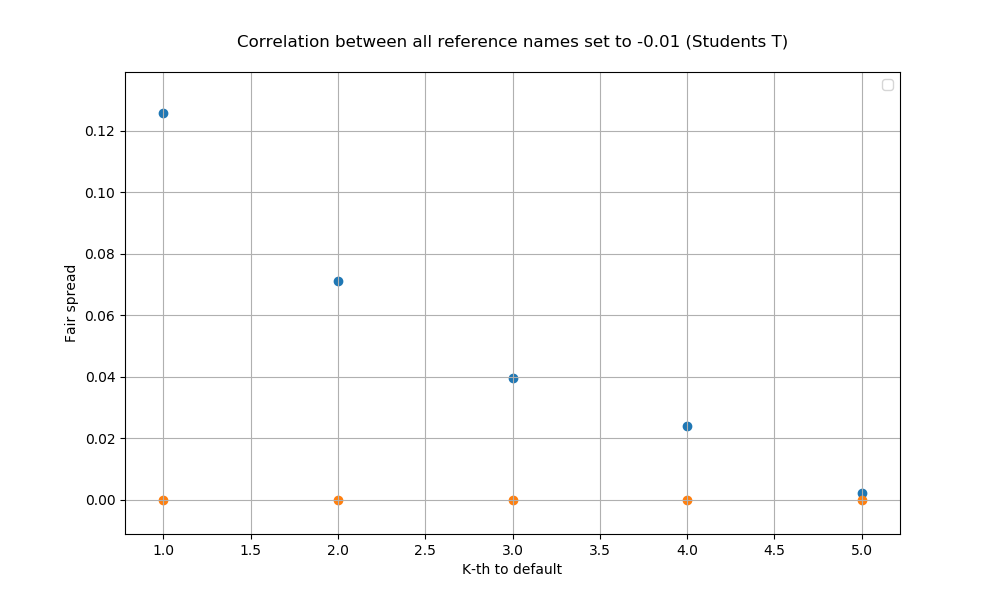 Correlation between all reference names set to -0.01 (Students T)
0.12
0.10
0.08
0.06
0.04
0.02
0.00
Fair spread
1.0 1.5 2.0 2.5 3.0 3.5 4.0 4.5 5.0
K-th to default